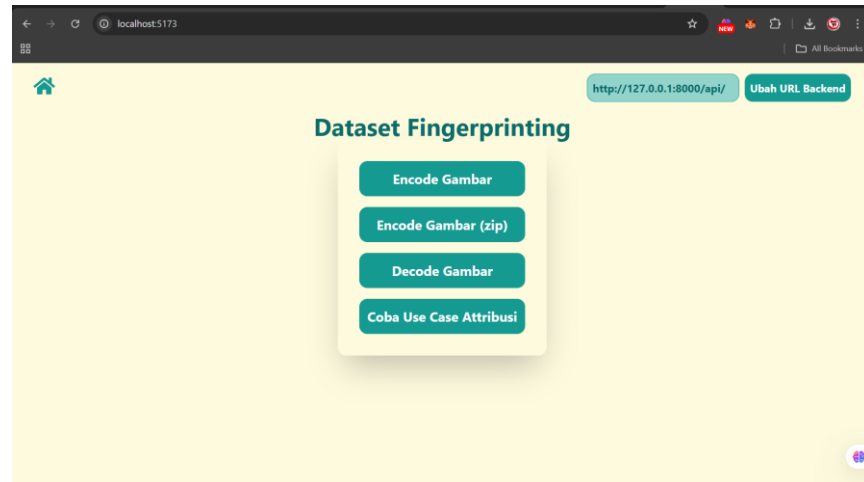 localhost:5173
NEW
All Bookmarks
http://127.0.0.1:8000/api/
Ubah URL Backend
Dataset Fingerprinting
Encode Gambar
Encode Gambar (zip)
Decode Gambar
Coba Use Case Attribusi